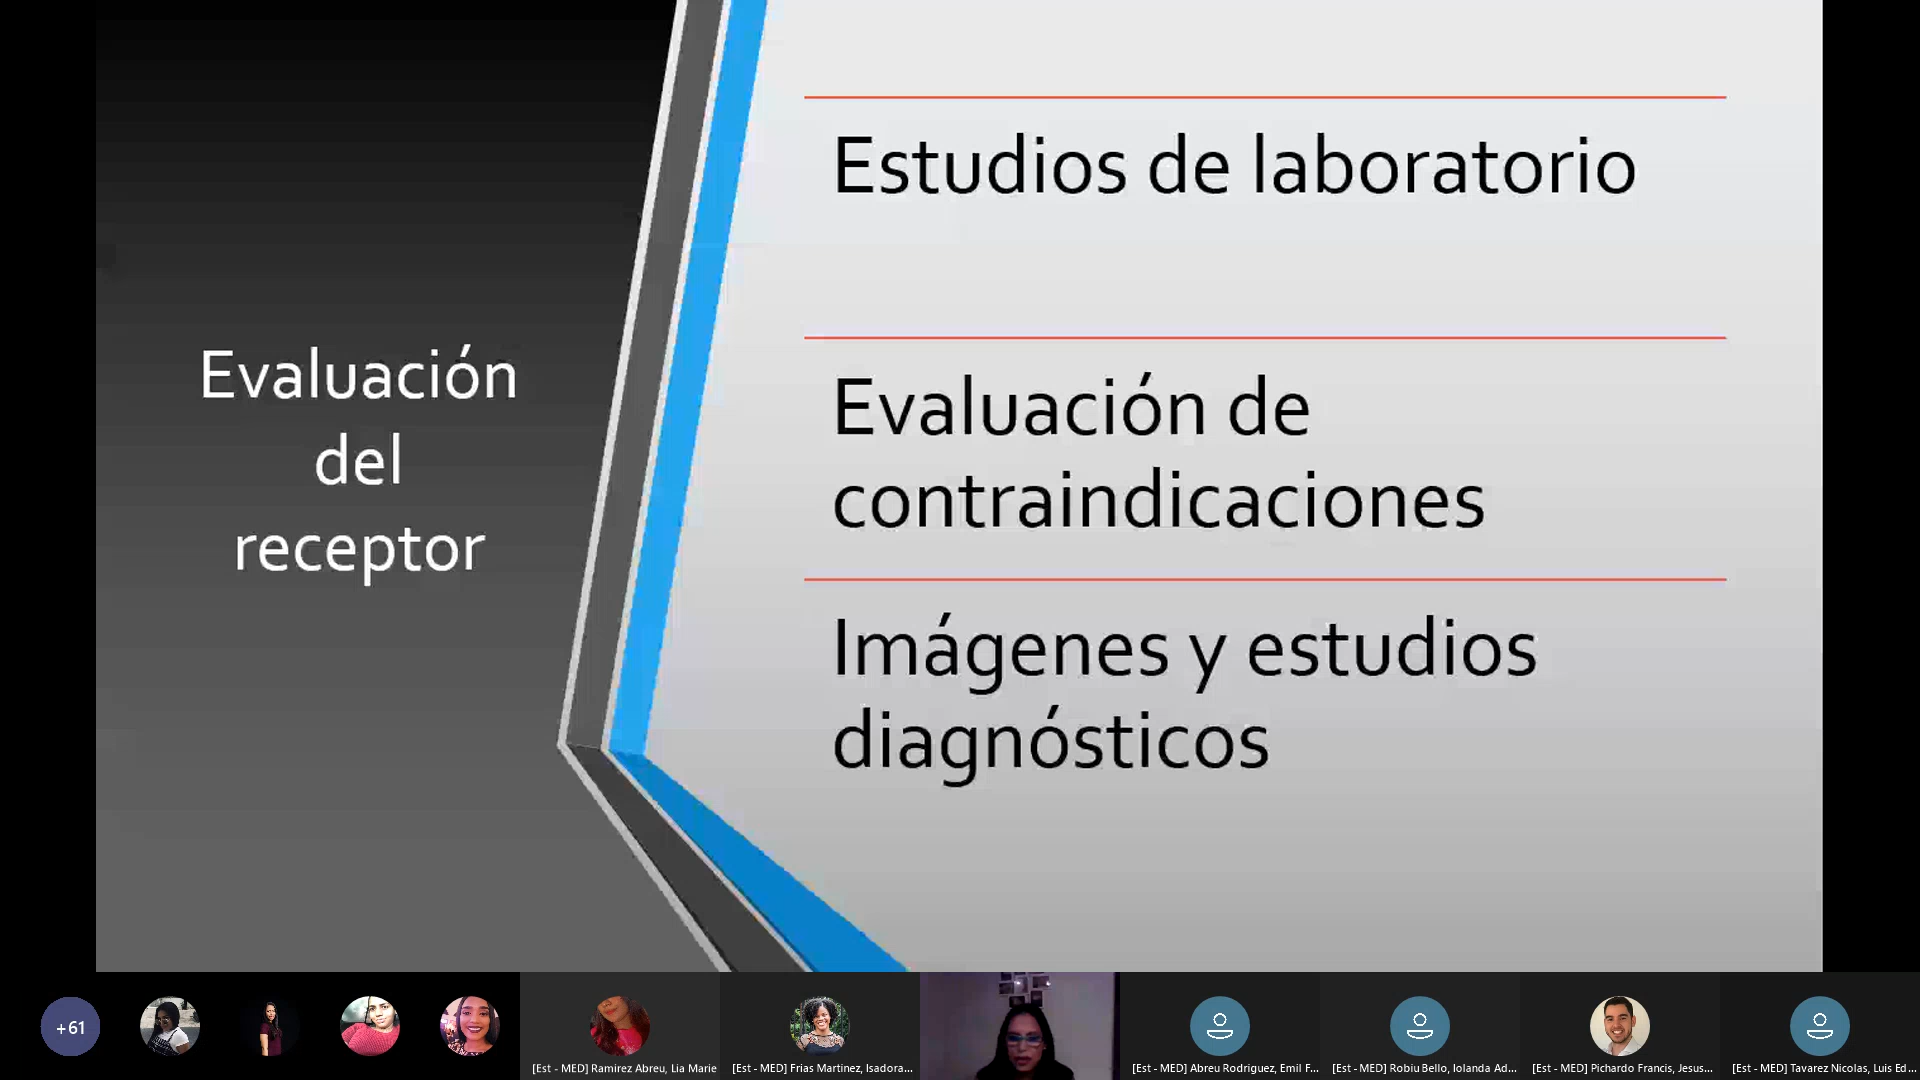 Evaluación
del
receptor
Estudios de laboratorio
Evaluación de
contraindicaciones
Imágenes y estudios
diagnósticos
+61
[Est - MED] Ramirez Abreu, Lia Marie
[Est - MED] Frias Martinez, Isadora...
[Est - MED] Abreu Rodriguez, Emil F...
[Est - MED] Robiu Bello, Iolanda Ad...
[Est - MED] Pichardo Francis, Jesus...
[Est - MED] Tavarez Nicolas, Luis Ed...